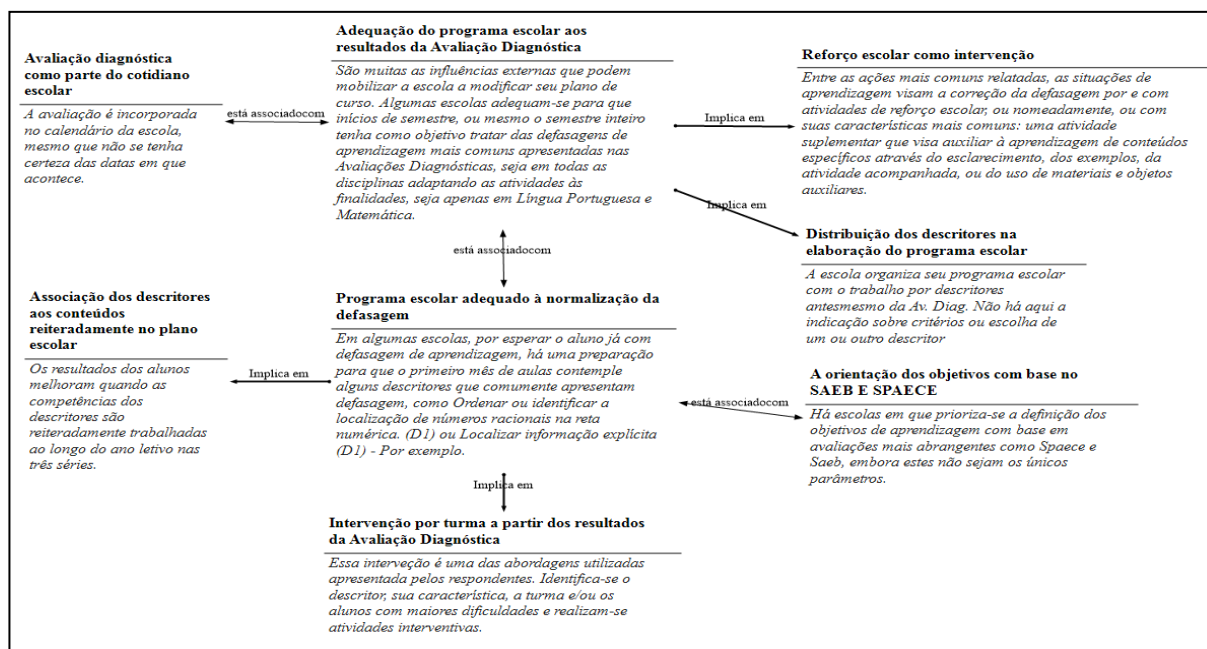 Adequação do programa escolar aos
resultados da Avaliação Diagnóstica
São muitas as influências externas que podem
mobilizar a escola a modificar seu plano de
curso. Algumas escolas adequam-se para que
inícios de semestre, ou mesmo o semestre inteiro
tenha como objetivo tratar das defasagens de
aprendizagem mais comuns apresentadas nas
Avaliações Diagnósticas, seja em todas as
disciplinas adaptando as atividades às
finalidades, seja apenas em Língua Portuguesa e
Matemática.
Avaliação diagnóstica
como parte do cotidiano
escolar
A avaliação é incorporada
no calendário da escola,
mesmo que não se tenha
certeza das datas em que
acontece.
está associadocom
Implica em
Reforço escolar como intervenção
Entre as ações mais comuns relatadas, as situações de
aprendizagem visam a correção da defasagem por e com
atividades de reforço escolar, ou nomeadamente, ou com
suas características mais comuns: uma atividade
suplementar que visa auxiliar à aprendizagem de conteúdos
específicos através do esclarecimento, dos exemplos, da
atividade acompanhada, ou do uso de materiais e objetos
auxiliares.
Implica em
Distribuição dos descritores na
elaboração do programa escolar
A escola organiza seu programa escolar
com o trabalho por descritores
antesmesmo da Av. Diag. Não há aqui a
indicação sobre critérios ou escolha de
um ou outro descritor
está associadocom
Associação dos descritores
aos conteúdos
reiteradamente no plano
escolar
Os resultados dos alunos
melhoram quando as
competências dos
descritores são
reiteradamente trabalhadas
ao longo do ano letivo nas
três séries.
Implica em
Programa escolar adequado à normalização da
defasagem
Em algumas escolas, por esperar o aluno já com
defasagem de aprendizagem, há uma preparação
para que o primeiro mês de aulas contemple
alguns descritores que comumente apresentam
defasagem, como Ordenar ou identificar a
localização de números racionais na reta
numérica. (D1) ou Localizar informação explícita
(D1) - Por exemplo.
está associadocom
A orientação dos objetivos com base no
SAEB E SPAECE
Há escolas em que prioriza-se a definição dos
objetivos de aprendizagem com base em
avaliações mais abrangentes como Spaece e
Saeb, embora estes não sejam os únicos
parâmetros.
Implica em
Intervenção por turma a partir dos resultados
da Avaliação Diagnóstica
Essa interveção é uma das abordagens utilizadas
apresentada pelos respondentes. Identifica-se o
descritor, sua característica, a turma e/ou os
alunos com maiores dificuldades e realizam-se
atividades interventivas.